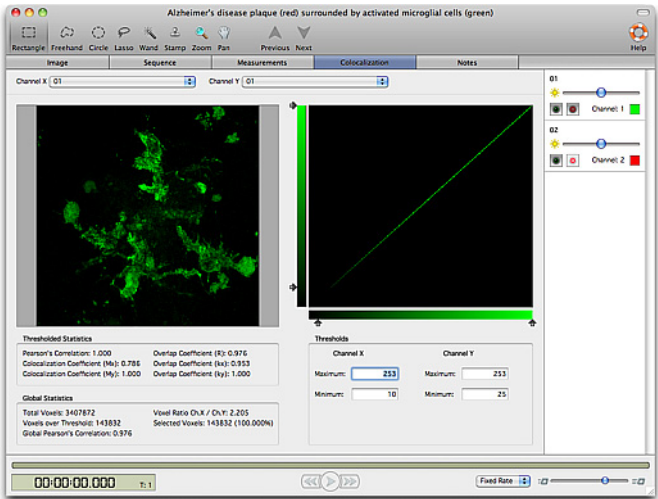 Alzheimer's disease plaque (red) surrounded by activated microglial cells (green)
Rectangle Freehand Circle Lasso Wand Stamp Zoom Pan Previous Next Help
Image Sequence Measurements Colocalization Notes
Channel X 01 Channel Y 01
01
Channel: 1
02
Channel: 2
Thresholded Statistics
Pearson's Correlation: 1.000 Overlap Coefficient (R): 0.976
Colocalization Coefficient (Mx): 0.786 Overlap Coefficient (kx): 0.953
Colocalization Coefficient (My): 1.000 Overlap Coefficient (ky): 1.000
Global Statistics
Total Voxels: 3407872 Voxel Ratio Ch.X / Ch.Y: 2.205
Voxels over Threshold: 143832 Selected Voxels: 143832 (100.000%)
Global Pearson's Correlation: 0.976
Thresholds
Channel X Channel Y
Maximum: 253 Maximum: 253
Minimum: 10 Minimum: 25
00:00:00.000 T: 1 Fixed Rate